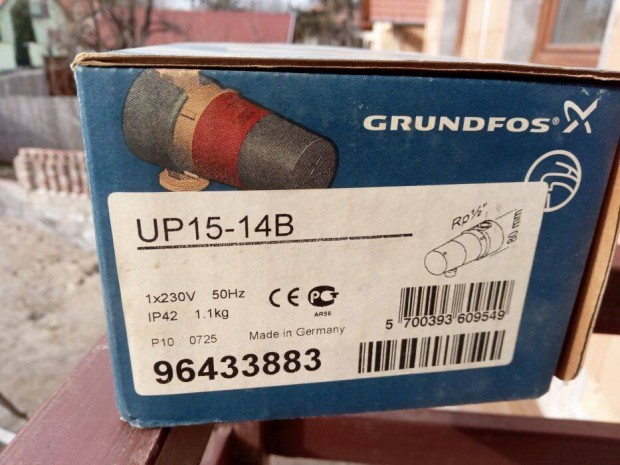 GRUNDFOS®
UP15-14B
Rp½"
80 mm
1x230V 50Hz
IP42 1.1kg
CE
AR56
P10 0725 Made in Germany
96433883
5 700393 609549